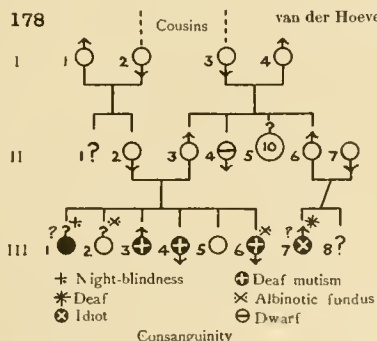 178 van der Hoeve
Cousins
I 1 2 3 4
II 1 ? 2 3 4 5 ? 10 6 7
III ? 1 ? ? 2 3 4 5 6 ? 7 8 ?
Night-blindness Deaf mutism
Deaf Albinotic fundus
Idiot Dwarf
Consanguinity